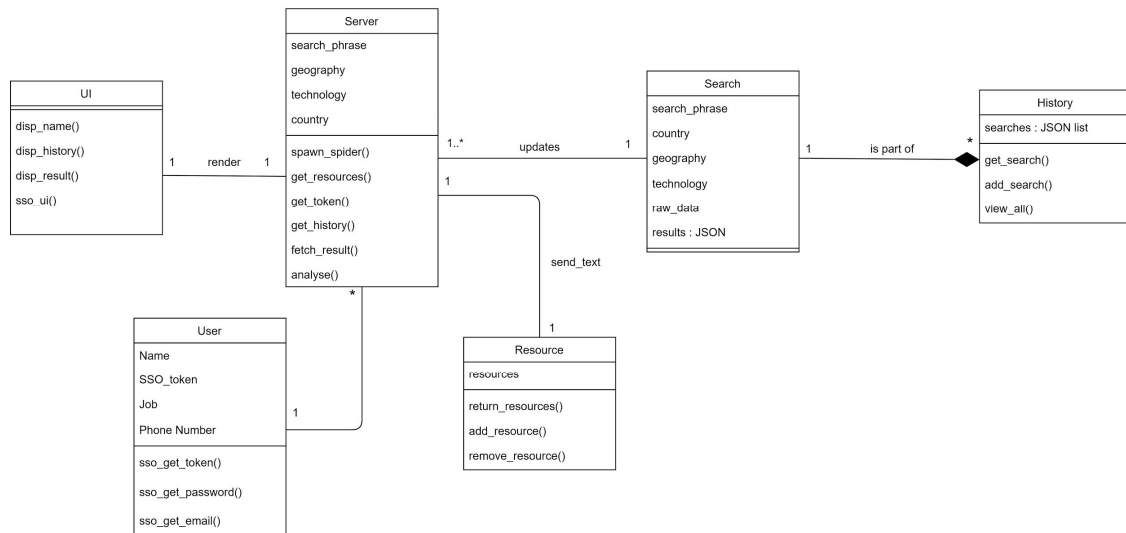 UI
disp_name()
disp_history()
disp_result()
sso_ui()
1
render
1
Server
search_phrase
geography
technology
country
spawn_spider()
get_resources()
get_token()
get_history()
fetch_result()
analyse()
1..*
updates
1
Search
search_phrase
country
geography
technology
raw_data
results : JSON
1
is part of
*
History
searches : JSON list
get_search()
add_search()
view_all()
1
send_text
1
Resource
resources
return_resources()
add_resource()
remove_resource()
*
1
User
Name
SSO_token
Job
Phone Number
sso_get_token()
sso_get_password()
sso_get_email()